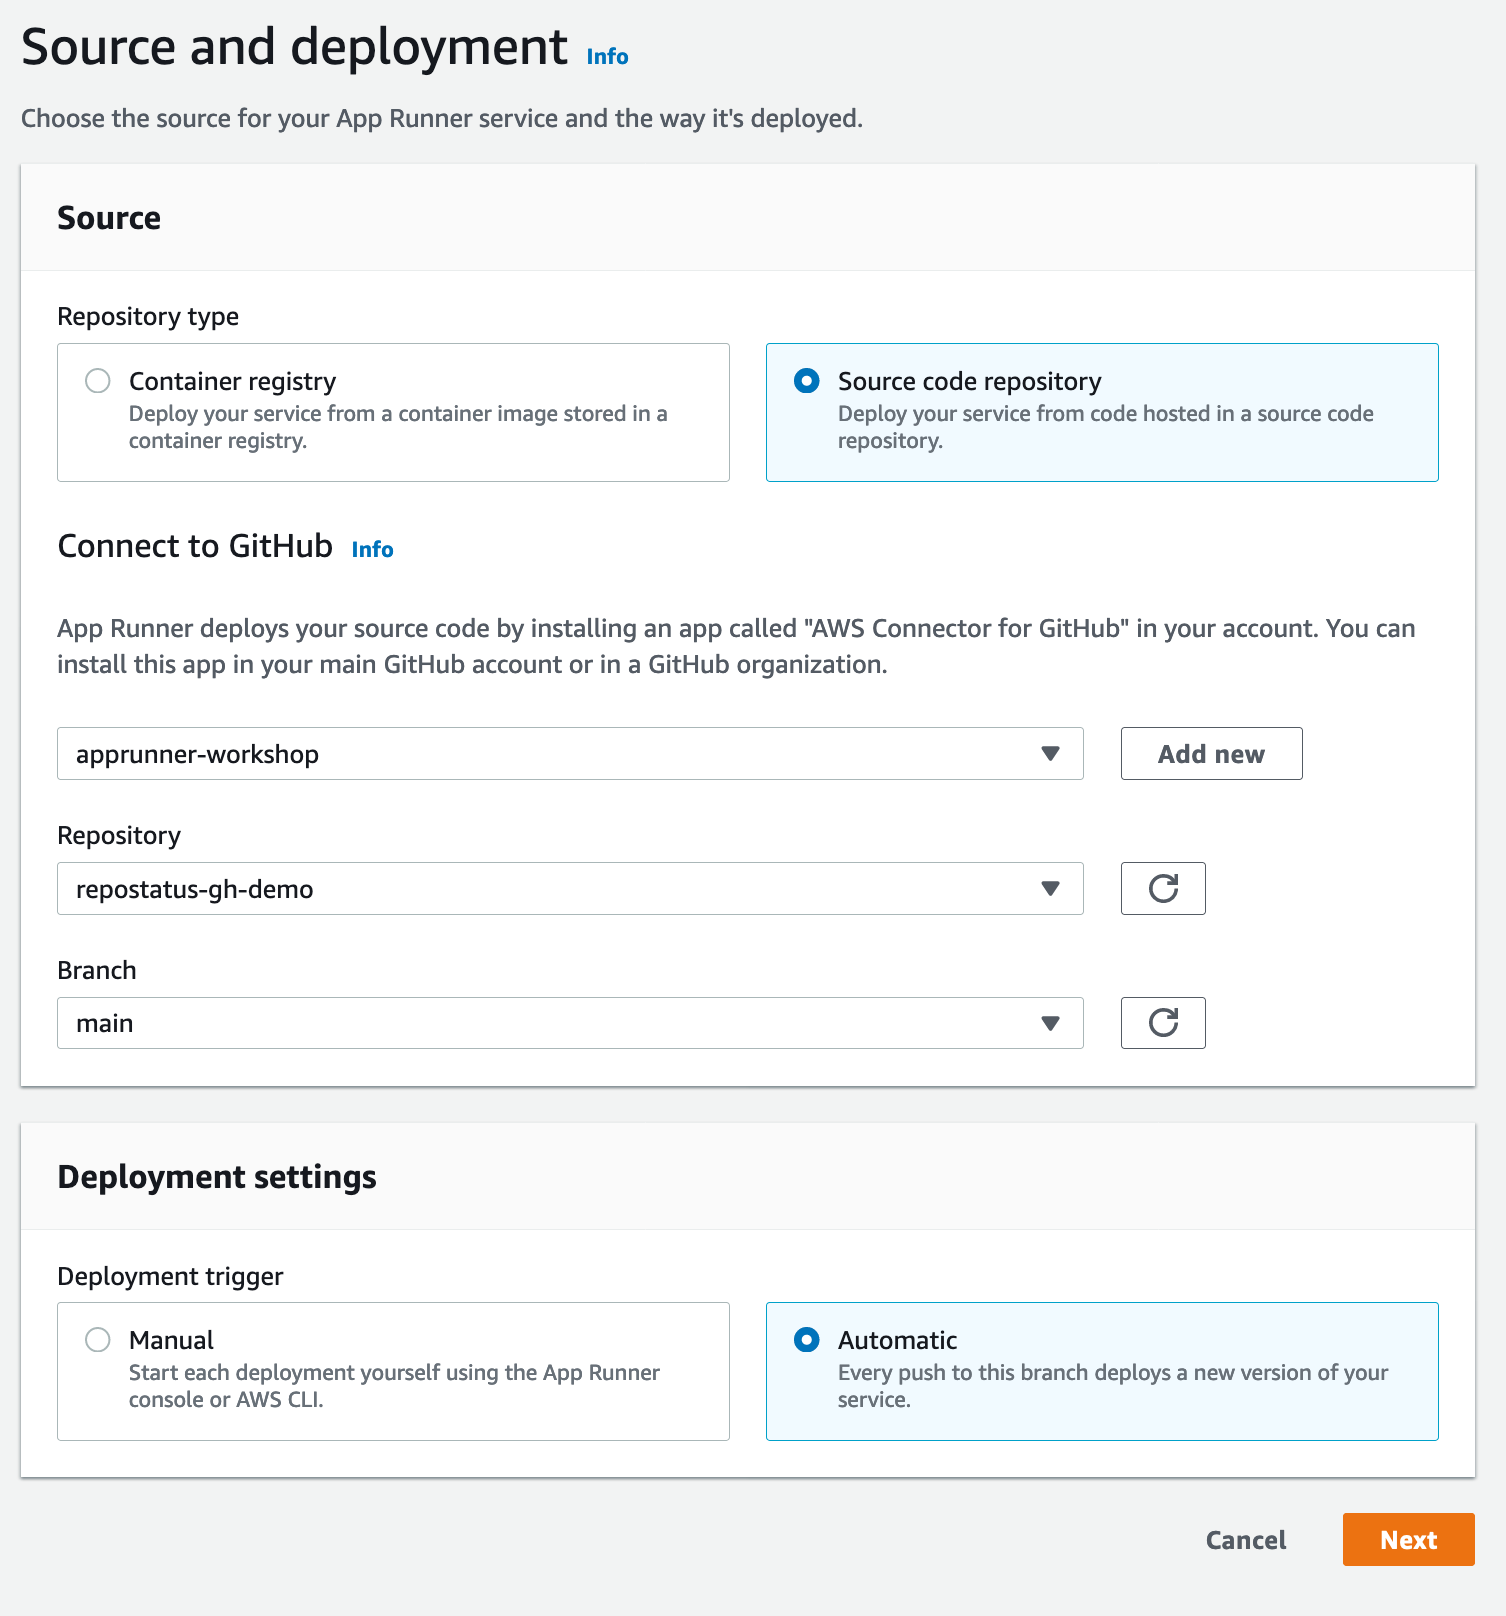 Source and deployment Info
Choose the source for your App Runner service and the way it's deployed.
Source
Repository type
Container registry
Deploy your service from a container image stored in a
container registry.
Source code repository
Deploy your service from code hosted in a source code
repository.
Connect to GitHub Info
App Runner deploys your source code by installing an app called "AWS Connector for GitHub" in your account. You can
install this app in your main GitHub account or in a GitHub organization.
apprunner-workshop
Add new
Repository
repostatus-gh-demo
Branch
main
Deployment settings
Deployment trigger
Manual
Start each deployment yourself using the App Runner
console or AWS CLI.
Automatic
Every push to this branch deploys a new version of your
service.
Cancel
Next